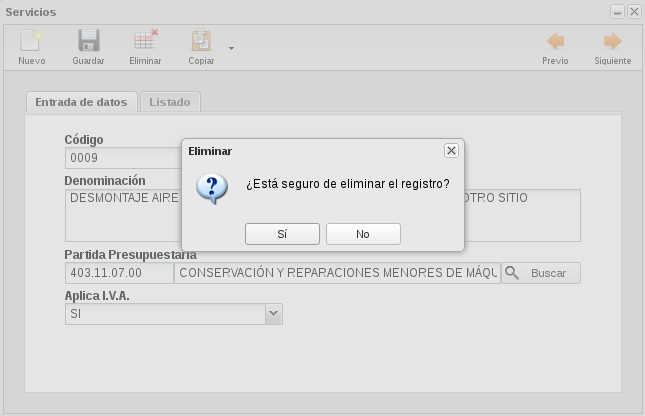 Servicios
Nuevo Guardar Eliminar Copiar Previo Siguiente
Entrada de datos Listado
Código
0009
Eliminar
¿Está seguro de eliminar el registro?
Sí No
Denominación
DESMONTAJE AIRE OTRO SITIO
Partida Presupuestaria
403.11.07.00 CONSERVACIÓN Y REPARACIONES MENORES DE MÁQU Buscar
Aplica I.V.A.
SI